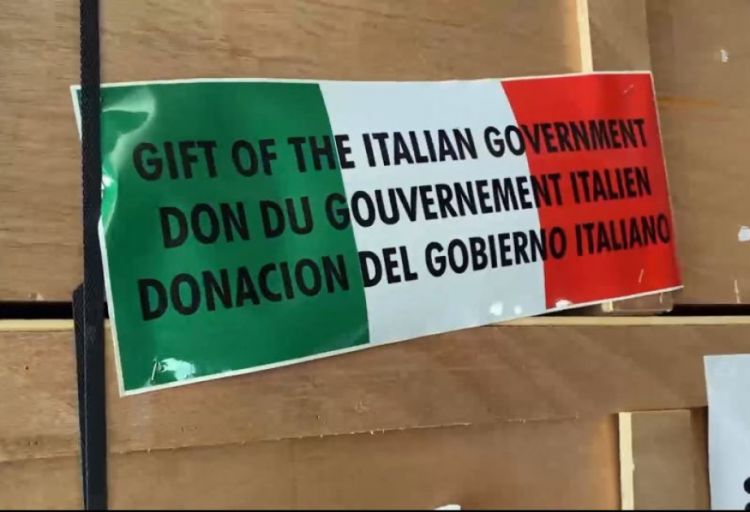 GIFT OF THE ITALIAN GOVERNMENT
DON DU GOUVERNEMENT ITALIEN
DONACION DEL GOBIERNO ITALIANO